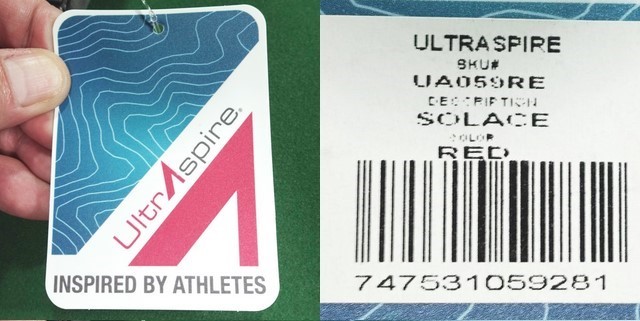 UltrAspire®
INSPIRED BY ATHLETES
ULTRASPIRE
SKU#
UA059RE
DESCRIPTION
SOLACE
COLOR
RED
747531059281